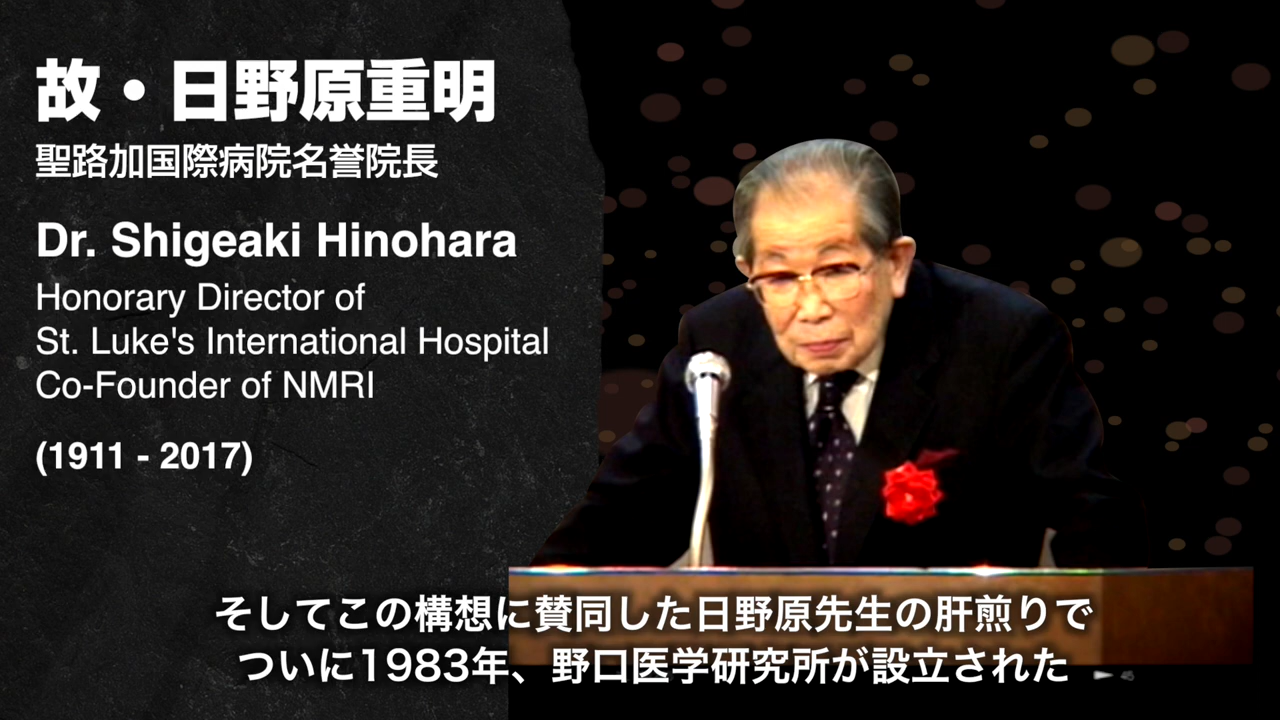 故・日野原重明
聖路加国際病院名誉院長
Dr. Shigeaki Hinohara
Honorary Director of
St. Luke's International Hospital
Co-Founder of NMRI
(1911 - 2017)
そしてこの構想に賛同した日野原先生の肝煎りで
ついに1983年、野口医学研究所が設立された